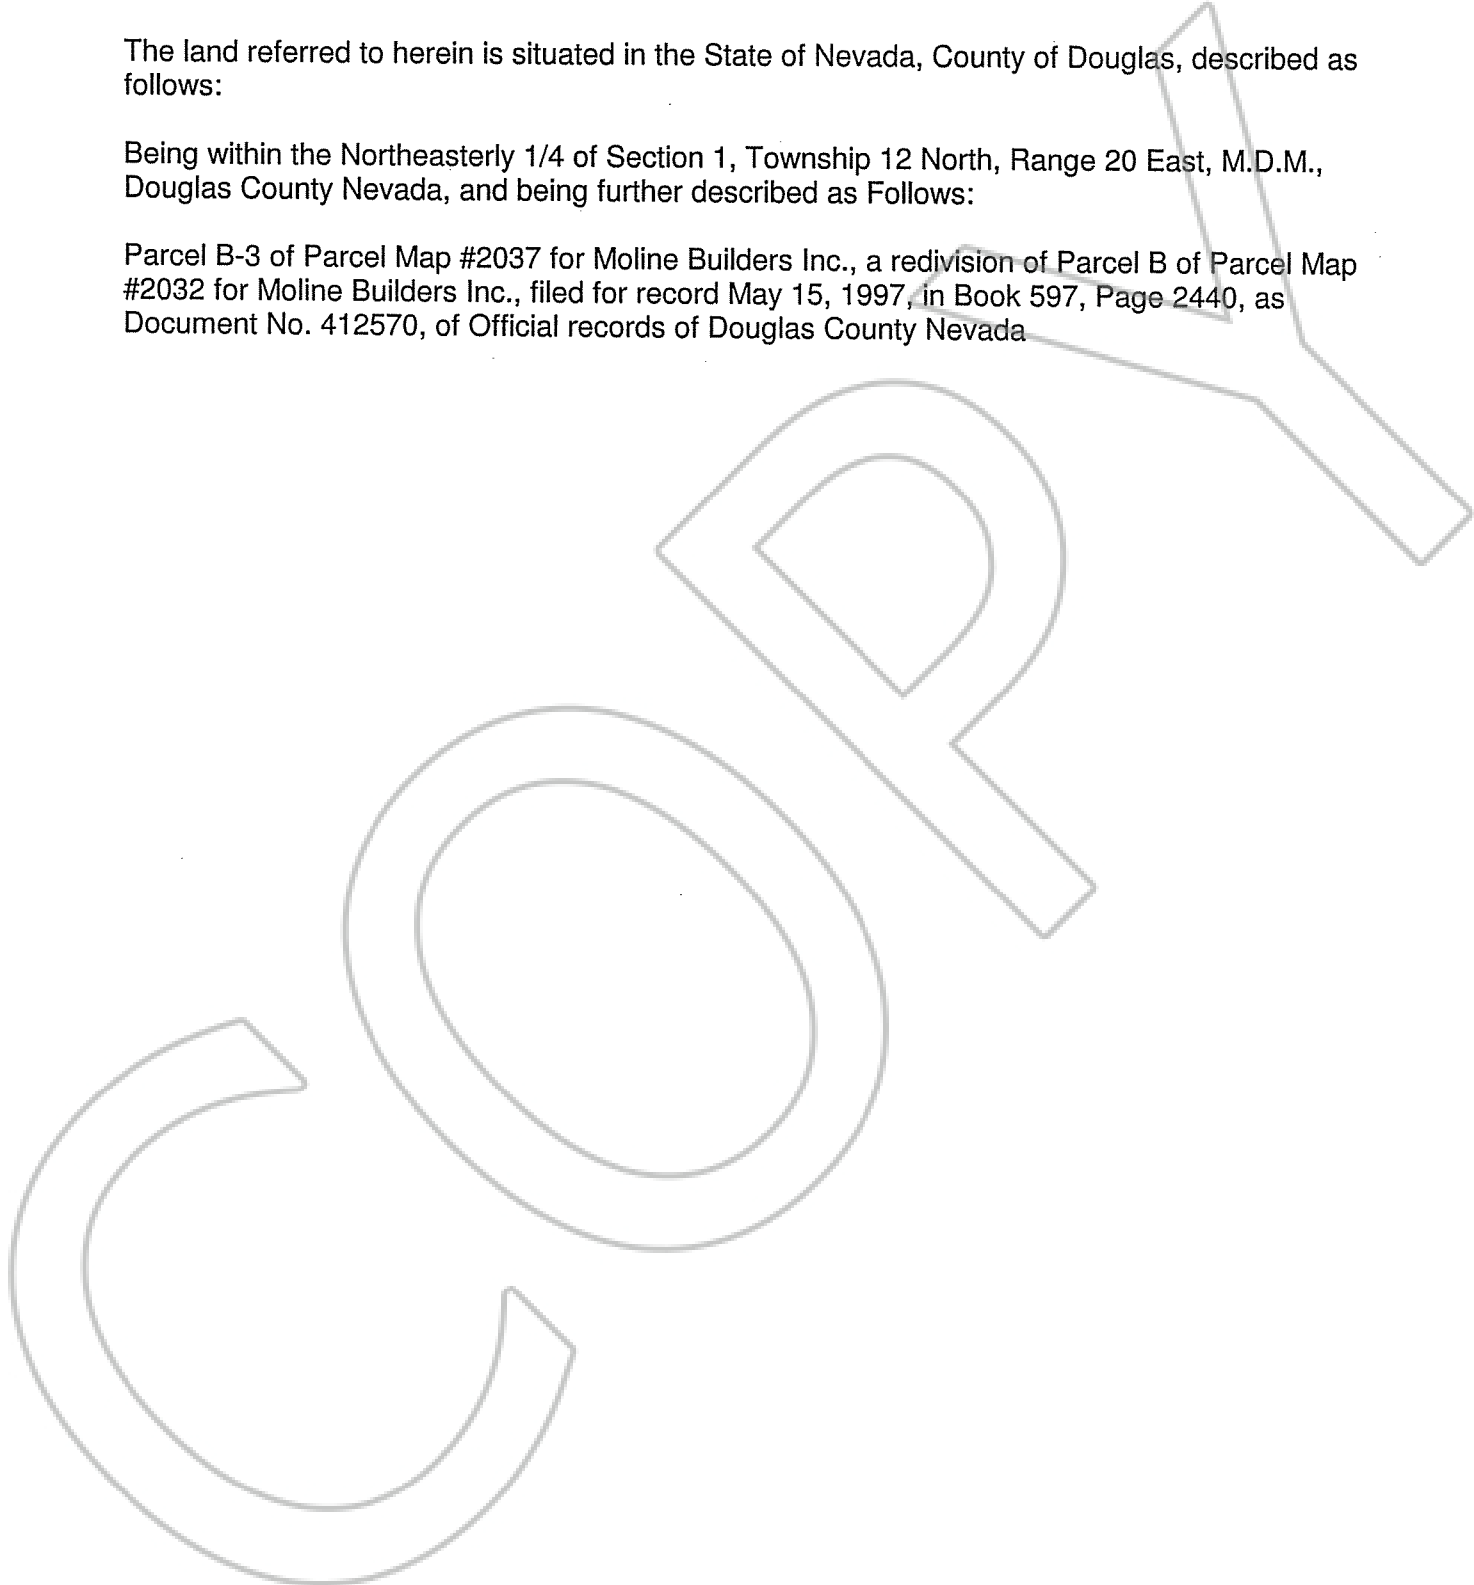 The land referred to herein is situated in the State of Nevada, County of Douglas, described as
follows:
Being within the Northeasterly 1/4 of Section 1, Township 12 North, Range 20 East, M.D.M.,
Douglas County Nevada, and being further described as Follows:
Parcel B-3 of Parcel Map #2037 for Moline Builders Inc., a redivision of Parcel B of Parcel Map
#2032 for Moline Builders Inc., filed for record May 15, 1997, in Book 597, Page 2440, as
Document No. 412570, of Official records of Douglas County Nevada
COPY